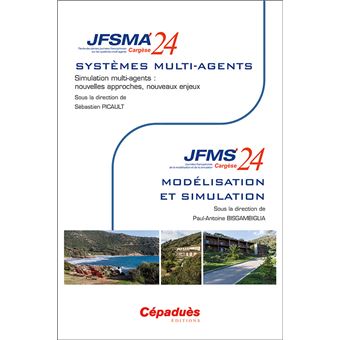 JFSMA'24
Cargèse
SYSTÈMES MULTI-AGENTS
Simulation multi-agents :
nouvelles approches, nouveaux enjeux
Sous la direction de
Sébastien PICAULT
JFMS'24
Cargèse
MODÉLISATION
ET SIMULATION
Sous la direction de
Paul-Antoine BISGAMBIGLIA
Cépaduès
EDITIONS